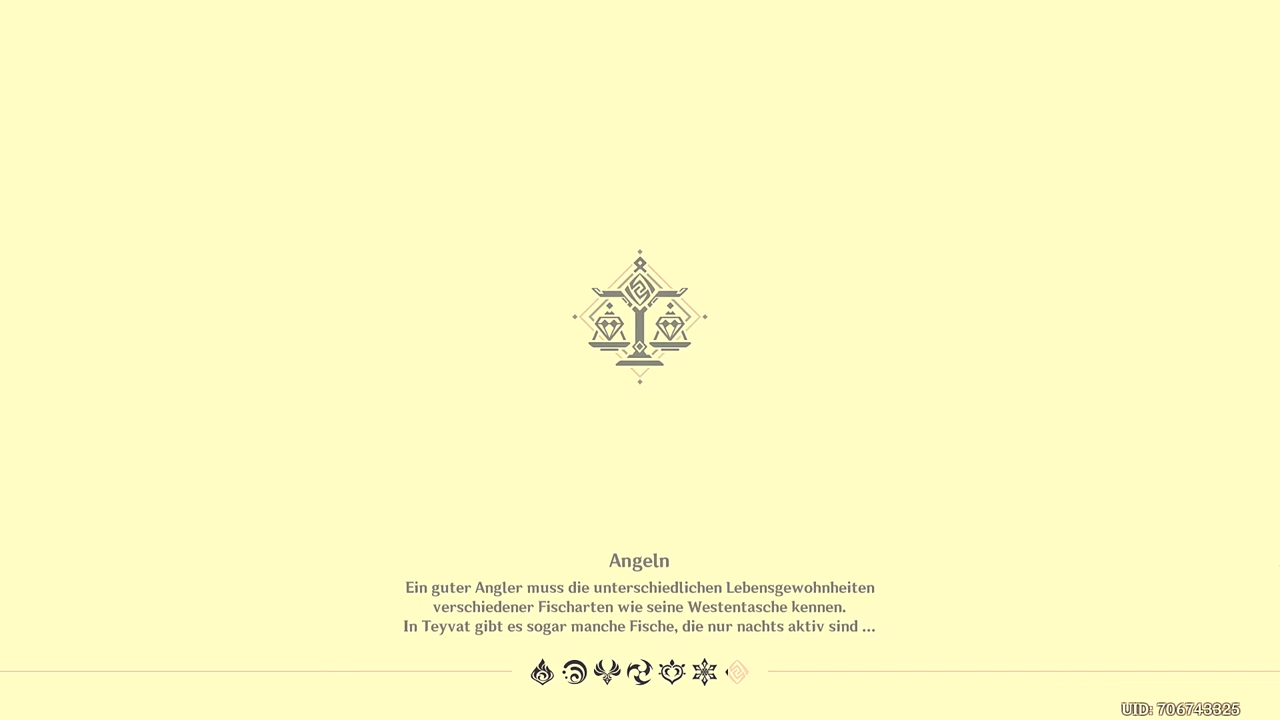 Angeln
Ein guter Angler muss die unterschiedlichen Lebensgewohnheiten
verschiedener Fischarten wie seine Westentasche kennen.
In Teyvat gibt es sogar manche Fische, die nur nachts aktiv sind ...
UID: 706743325